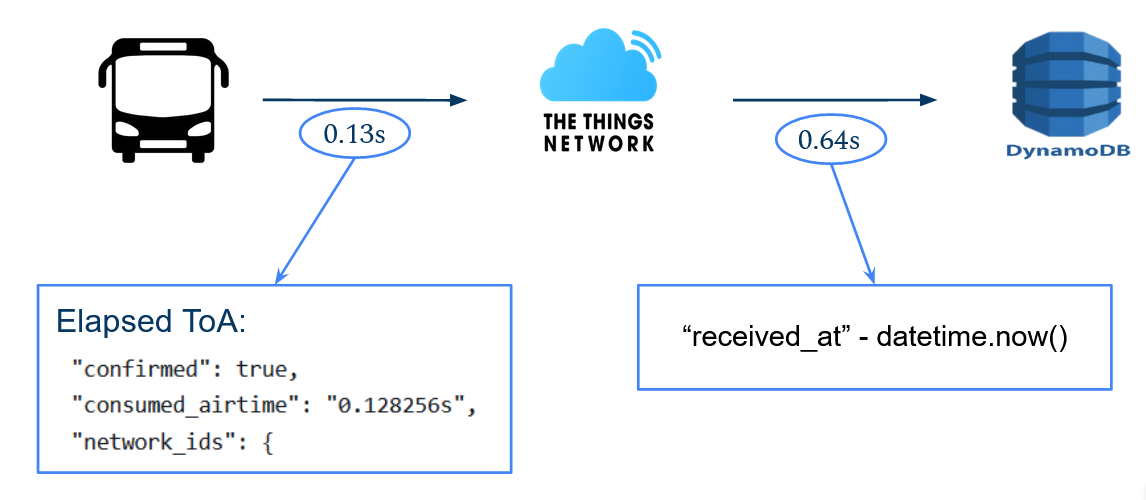 THE THINGS
NETWORK
DynamoDB
0.13s
0.64s
Elapsed ToA:
"confirmed": true,
"consumed_airtime": "0.128256s",
"network_ids": {
“received_at” - datetime.now()